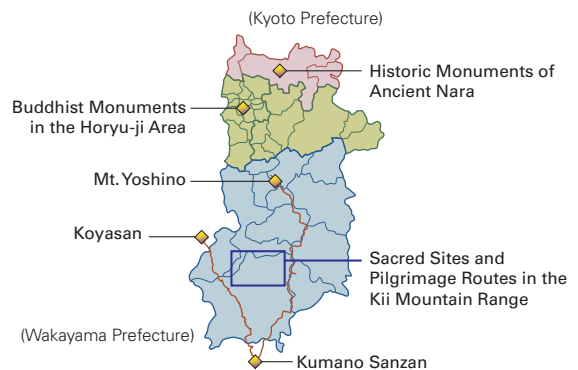 (Kyoto Prefecture)
Historic Monuments of
Ancient Nara
Buddhist Monuments
in the Horyu-ji Area
Mt. Yoshino
Koyasan
Sacred Sites and
Pilgrimage Routes in the
Kii Mountain Range
(Wakayama Prefecture)
Kumano Sanzan